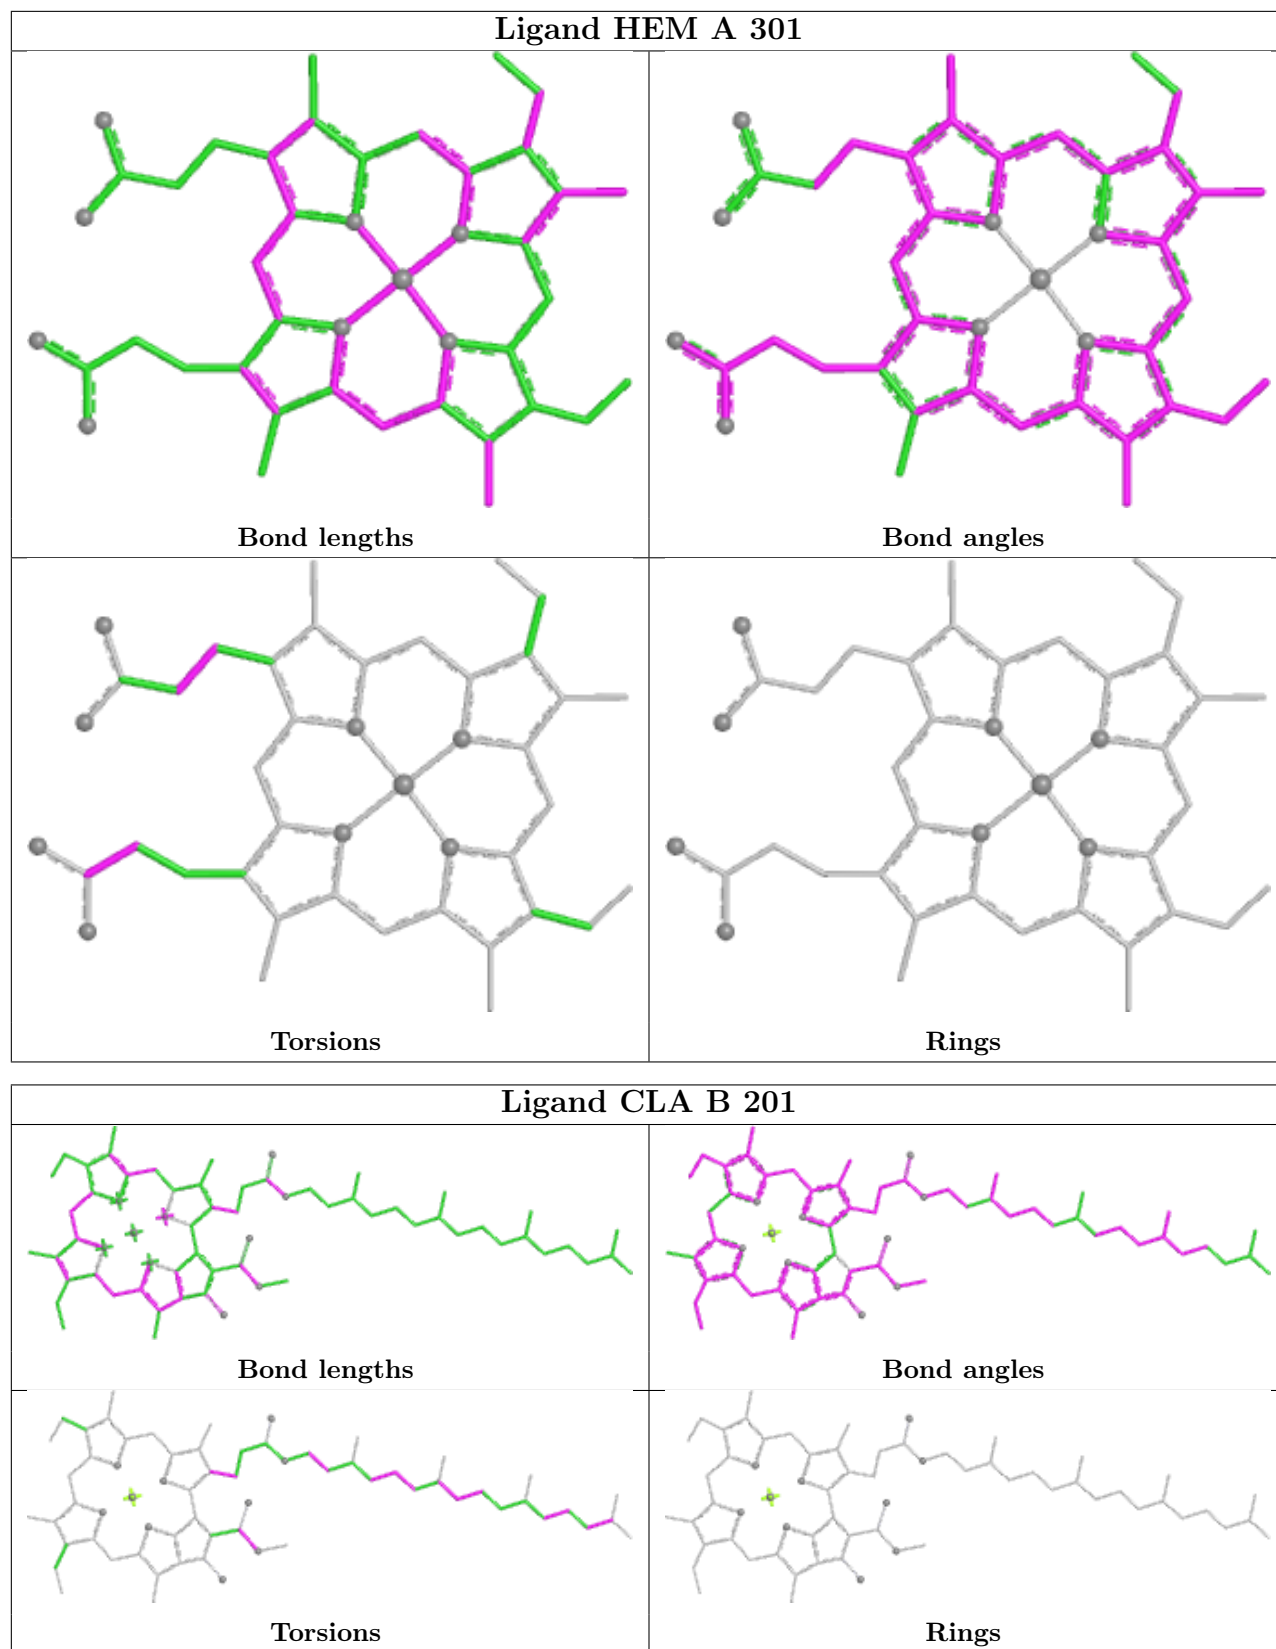 Ligand HEM A 301
Bond lengths
Bond angles
Torsions
Rings
Ligand CLA B 201
Bond lengths
Bond angles
Torsions
Rings